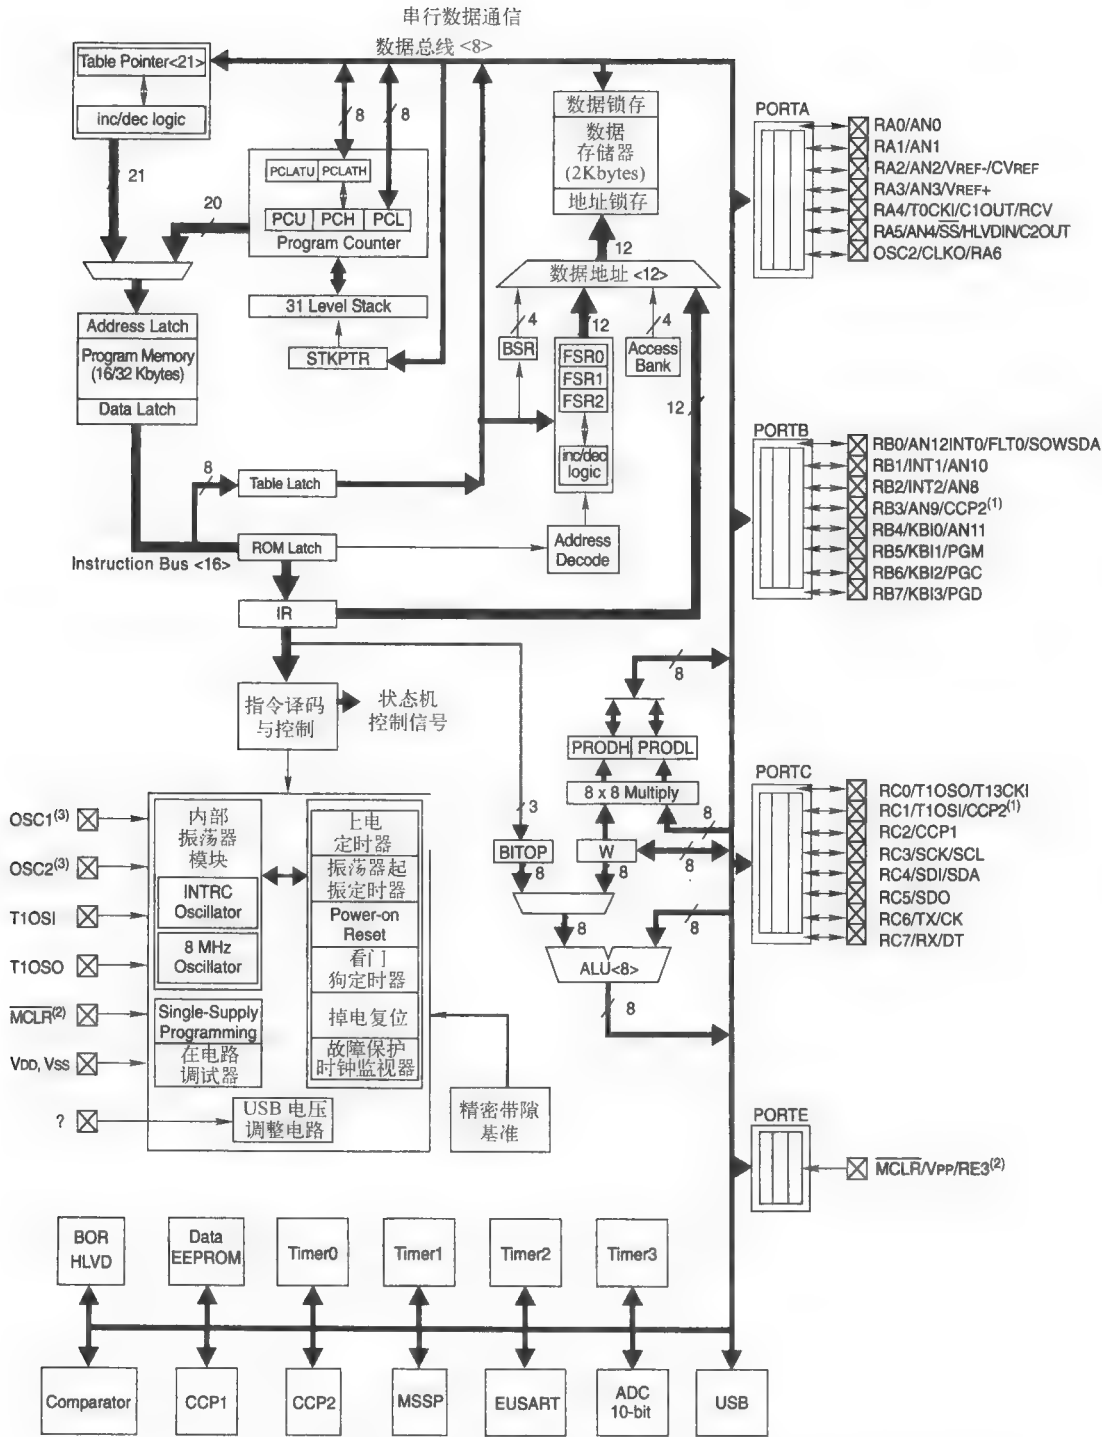 串行数据通信
数据总线 <8>
Table Pointer<21>
inc/dec logic
21
20
8
8
PCLATU
PCLATH
PCU
PCH
PCL
Program Counter
31 Level Stack
STKPTR
Address Latch
Program Memory
(16/32 Kbytes)
Data Latch
8
Table Latch
ROM Latch
Instruction Bus <16>
IR
数据锁存
数据
存储器
(2Kbytes)
地址锁存
12
数据地址 <12>
4
12
4
BSR
FSR0
FSR1
FSR2
inc/dec
logic
Access
Bank
12
Address
Decode
指令译码
与控制
状态机
控制信号
8
PRODH
PRODL
8 x 8 Multiply
3
8
BITOP
W
8
8
8
8
8
ALU<8>
8
OSC1(3)
OSC2(3)
T1OSI
T1OSO
MCLR(2)
VDD, VSS
?
内部
振荡器
模块
INTRC
Oscillator
8 MHz
Oscillator
Single-Supply
Programming
在电路
调试器
上电
定时器
振荡器起
振定时器
Power-on
Reset
看门
狗定时器
掉电复位
故障保护
时钟监视器
USB 电压
调整电路
精密带隙
基准
PORTA
RA0/AN0
RA1/AN1
RA2/AN2/VREF-/CVREF
RA3/AN3/VREF+
RA4/T0CKI/C1OUT/RCV
RA5/AN4/SS/HLVDIN/C2OUT
OSC2/CLKO/RA6
PORTB
RB0/AN12INT0/FLT0/SOWSDA
RB1/INT1/AN10
RB2/INT2/AN8
RB3/AN9/CCP2(1)
RB4/KBI0/AN11
RB5/KBI1/PGM
RB6/KBI2/PGC
RB7/KBI3/PGD
PORTC
RC0/T1OSO/T13CKI
RC1/T1OSI/CCP2(1)
RC2/CCP1
RC3/SCK/SCL
RC4/SDI/SDA
RC5/SDO
RC6/TX/CK
RC7/RX/DT
PORTE
MCLR/VPP/RE3(2)
BOR
HLVD
Data
EEPROM
Timer0
Timer1
Timer2
Timer3
Comparator
CCP1
CCP2
MSSP
EUSART
ADC
10-bit
USB